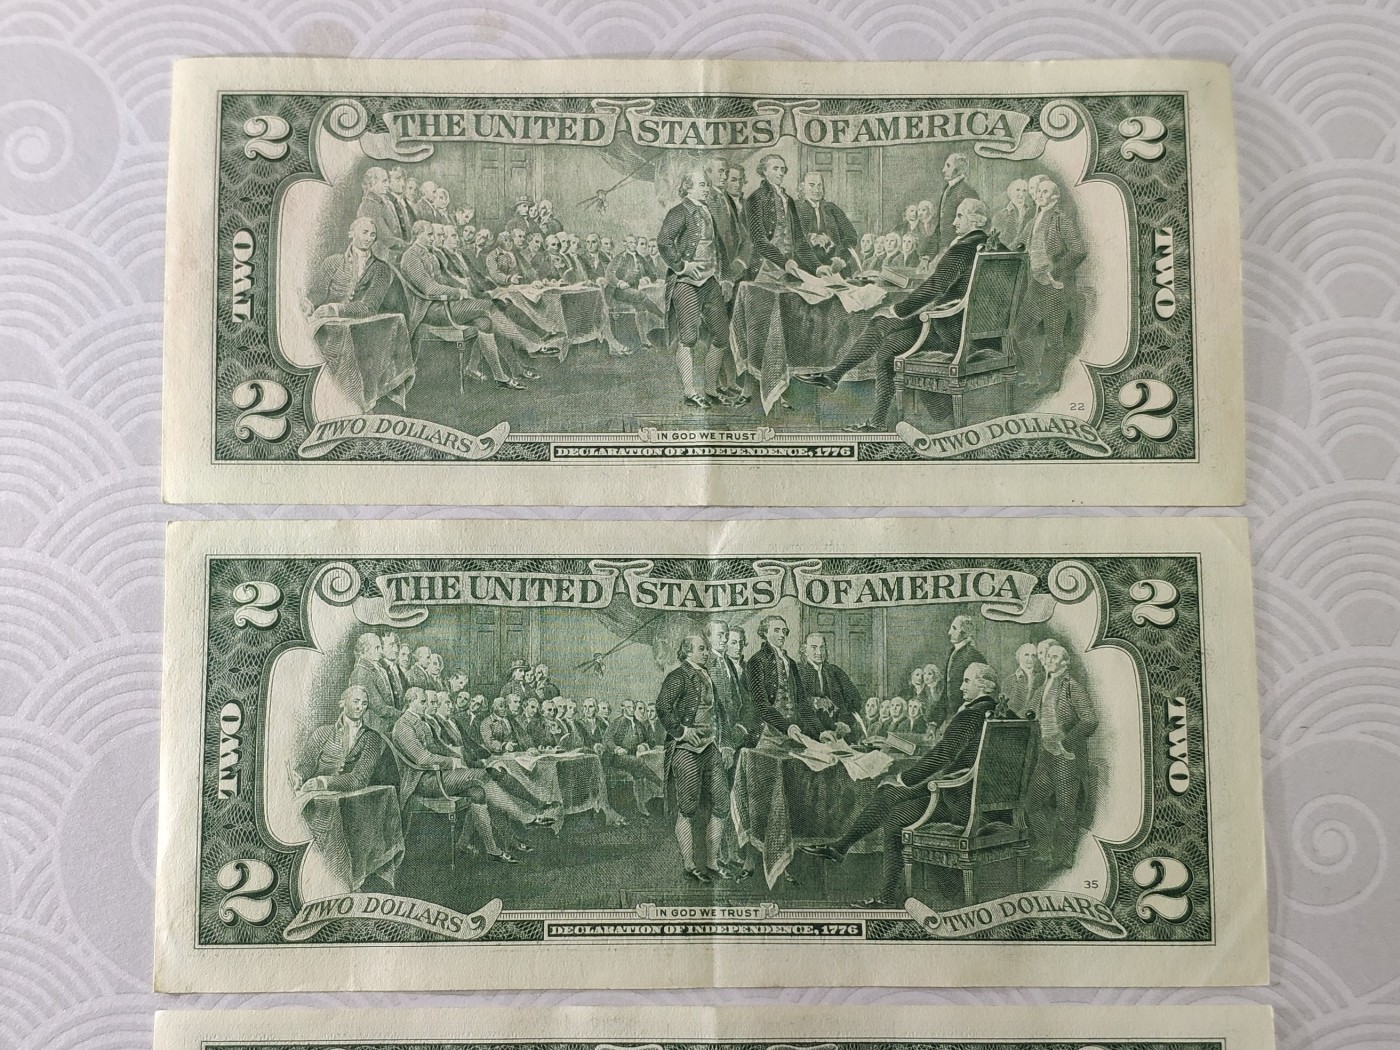 2 THE UNITED STATES OF AMERICA 2
TWO TWO
22
2 TWO DOLLARS IN GOD WE TRUST TWO DOLLARS 2
DECLARATION OF INDEPENDENCE, 1776
2 THE UNITED STATES OF AMERICA 2
TWO TWO
35
2 TWO DOLLARS IN GOD WE TRUST TWO DOLLARS 2
DECLARATION OF INDEPENDENCE, 1776